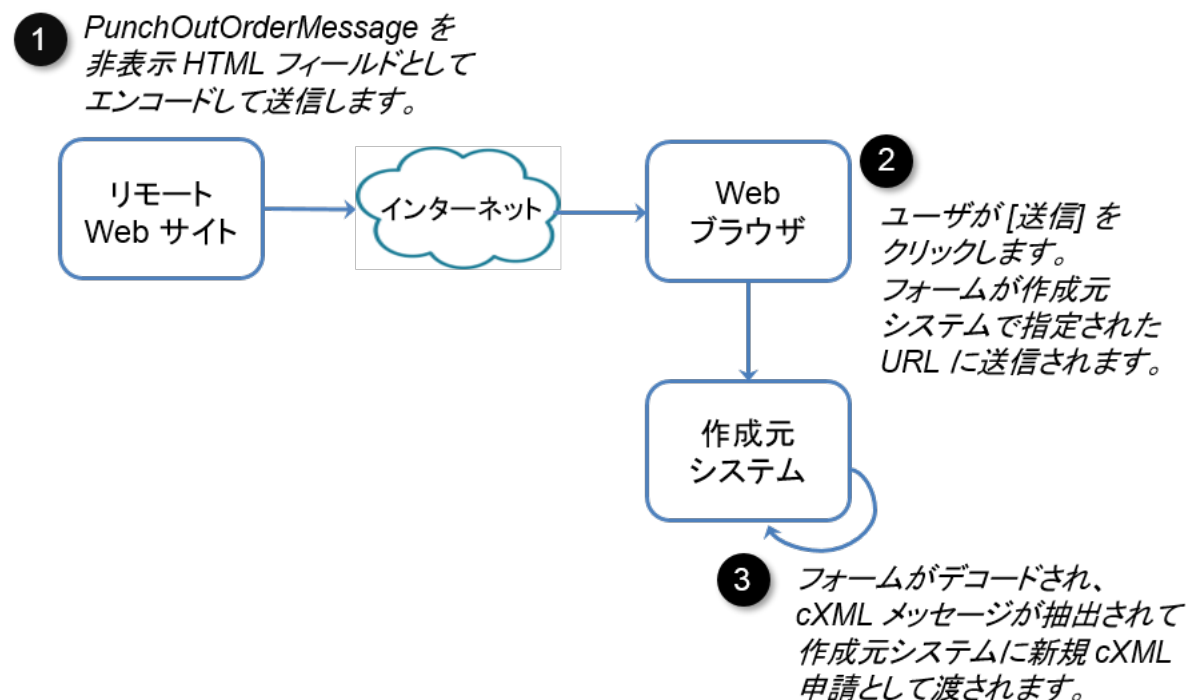 1
PunchOutOrderMessage を
非表示 HTML フィールドとして
エンコードして送信します。
リモート
Web サイト
インターネット
Web
ブラウザ
2
ユーザが [送信] を
クリックします。
フォームが作成元
システムで指定された
URL に送信されます。
作成元
システム
3
フォームがデコードされ、
cXML メッセージが抽出されて
作成元システムに新規 cXML
申請として渡されます。